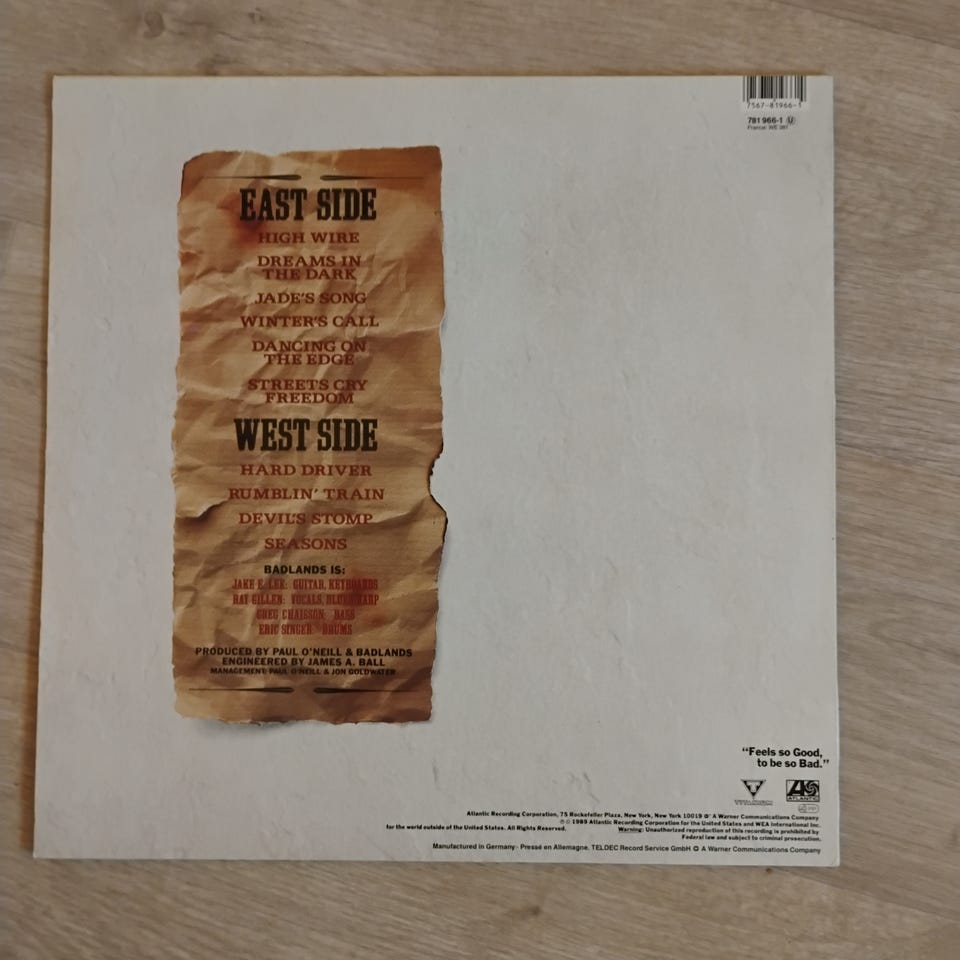 7567-81966-1
781 966-1 Ⓤ
France: WE 381
EAST SIDE
HIGH WIRE
DREAMS IN
THE DARK
JADE'S SONG
WINTER'S CALL
DANCING ON
THE EDGE
STREETS CRY
FREEDOM
WEST SIDE
HARD DRIVER
RUMBLIN' TRAIN
DEVIL'S STOMP
SEASONS
BADLANDS IS:
JAKE E. LEE: GUITAR, KEYBOARDS
RAY GILLEN: VOCALS, BLUES HARP
GREG CHAISSON: BASS
ERIC SINGER: DRUMS
PRODUCED BY PAUL O'NEILL & BADLANDS
ENGINEERED BY JAMES A. BALL
MANAGEMENT: PAUL O'NEILL & JON GOLDWATER
"Feels so Good,
to be so Bad."
ATLANTIC
Atlantic Recording Corporation, 75 Rockefeller Plaza, New York, New York 10019 A Warner Communications Company
℗ © 1989 Atlantic Recording Corporation for the United States and WEA International Inc.
for the world outside of the United States. All Rights Reserved. Warning: Unauthorized reproduction of this recording is prohibited by
Federal law and subject to criminal prosecution.
Manufactured in Germany · Pressé en Allemagne. TELDEC Record Service GmbH A Warner Communications Company